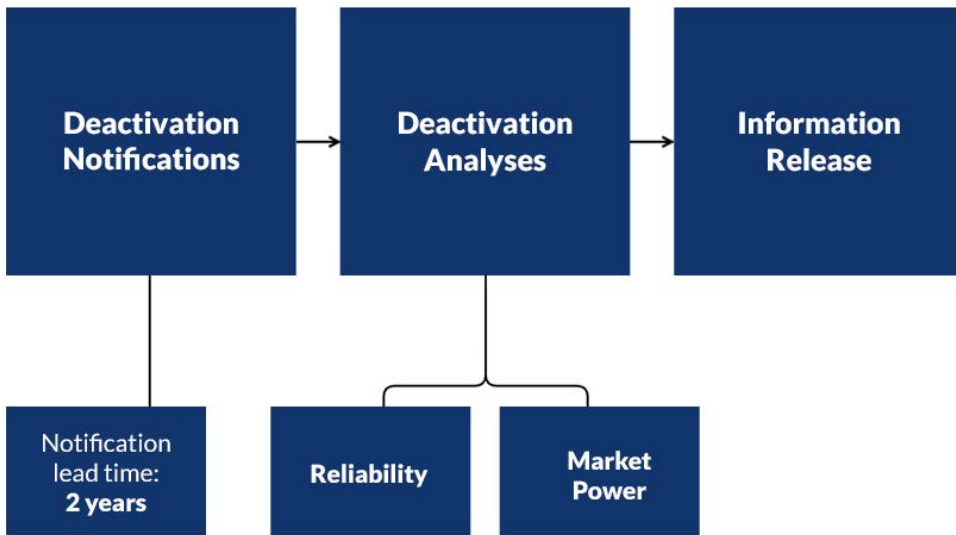 Deactivation
Notifications
Deactivation
Analyses
Information
Release
Notification
lead time:
2 years
Reliability
Market
Power